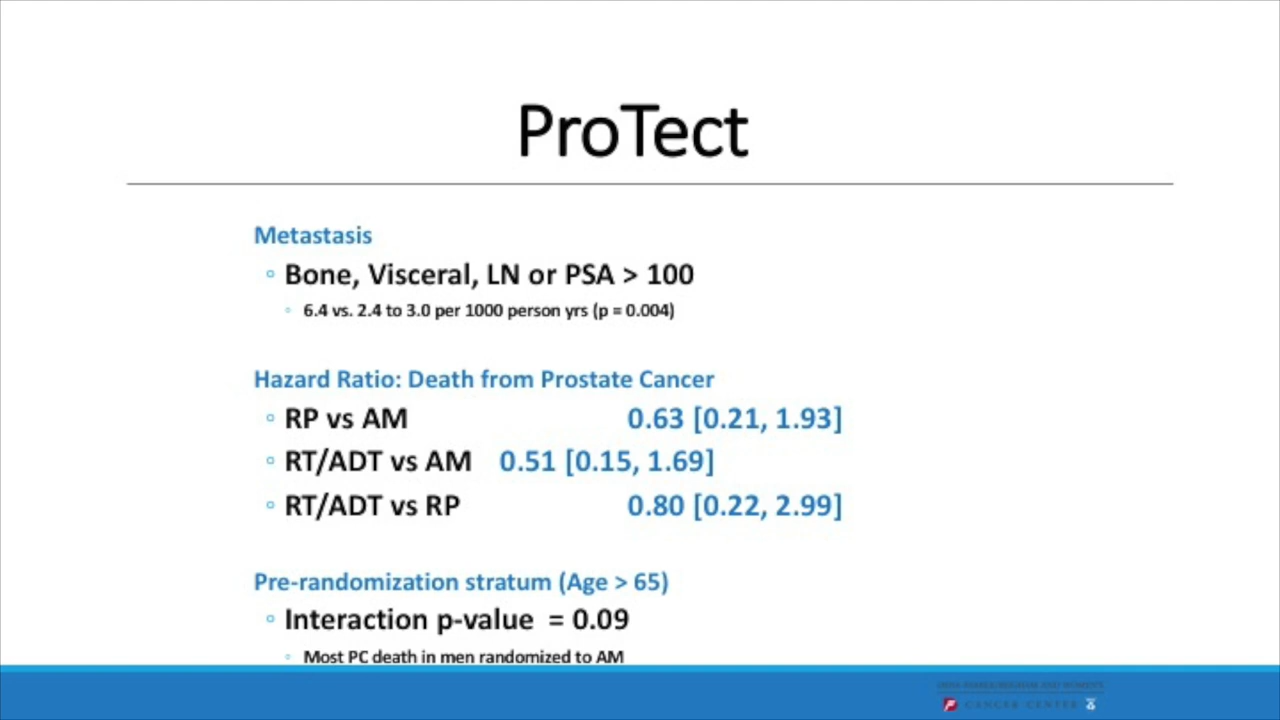 ProTect
Metastasis
Bone, Visceral, LN or PSA > 100
6.4 vs. 2.4 to 3.0 per 1000 person yrs (p = 0.004)
Hazard Ratio: Death from Prostate Cancer
RP vs AM 0.63 [0.21, 1.93]
RT/ADT vs AM 0.51 [0.15, 1.69]
RT/ADT vs RP 0.80 [0.22, 2.99]
Pre-randomization stratum (Age > 65)
Interaction p-value = 0.09
Most PC death in men randomized to AM
CANCER CENTER